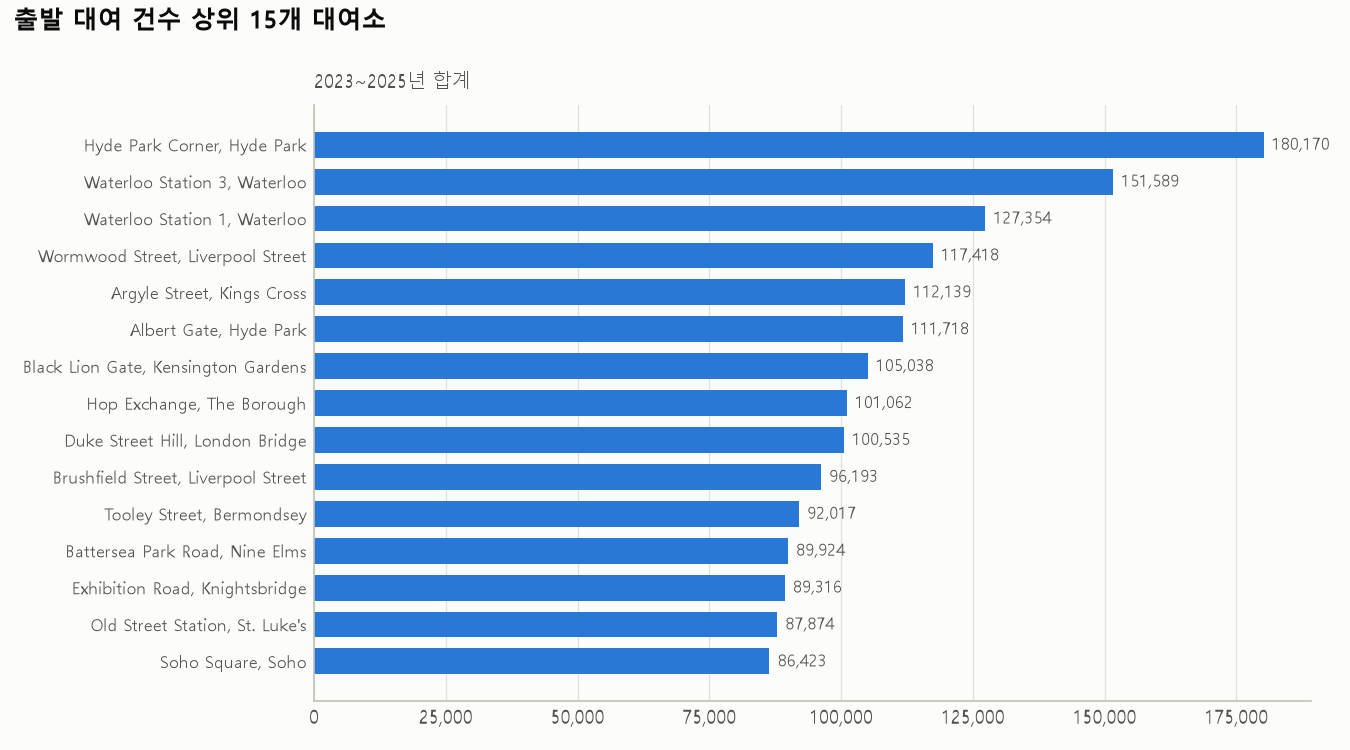 출발 대여 건수 상위 15개 대여소
2023~2025년 합계
Hyde Park Corner, Hyde Park 180,170
Waterloo Station 3, Waterloo 151,589
Waterloo Station 1, Waterloo 127,354
Wormwood Street, Liverpool Street 117,418
Argyle Street, Kings Cross 112,139
Albert Gate, Hyde Park 111,718
Black Lion Gate, Kensington Gardens 105,038
Hop Exchange, The Borough 101,062
Duke Street Hill, London Bridge 100,535
Brushfield Street, Liverpool Street 96,193
Tooley Street, Bermondsey 92,017
Battersea Park Road, Nine Elms 89,924
Exhibition Road, Knightsbridge 89,316
Old Street Station, St. Luke's 87,874
Soho Square, Soho 86,423
0 25,000 50,000 75,000 100,000 125,000 150,000 175,000